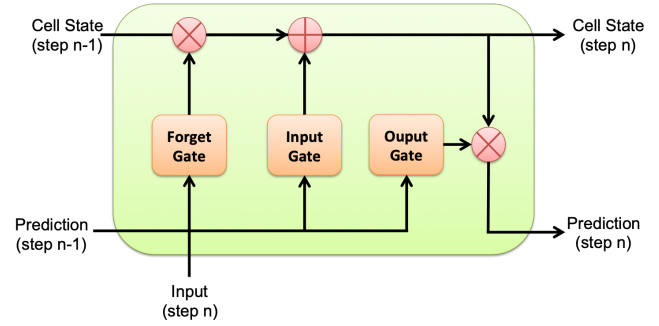 Cell State
(step n-1)
Cell State
(step n)
Forget
Gate
Input
Gate
Ouput
Gate
Prediction
(step n-1)
Prediction
(step n)
Input
(step n)